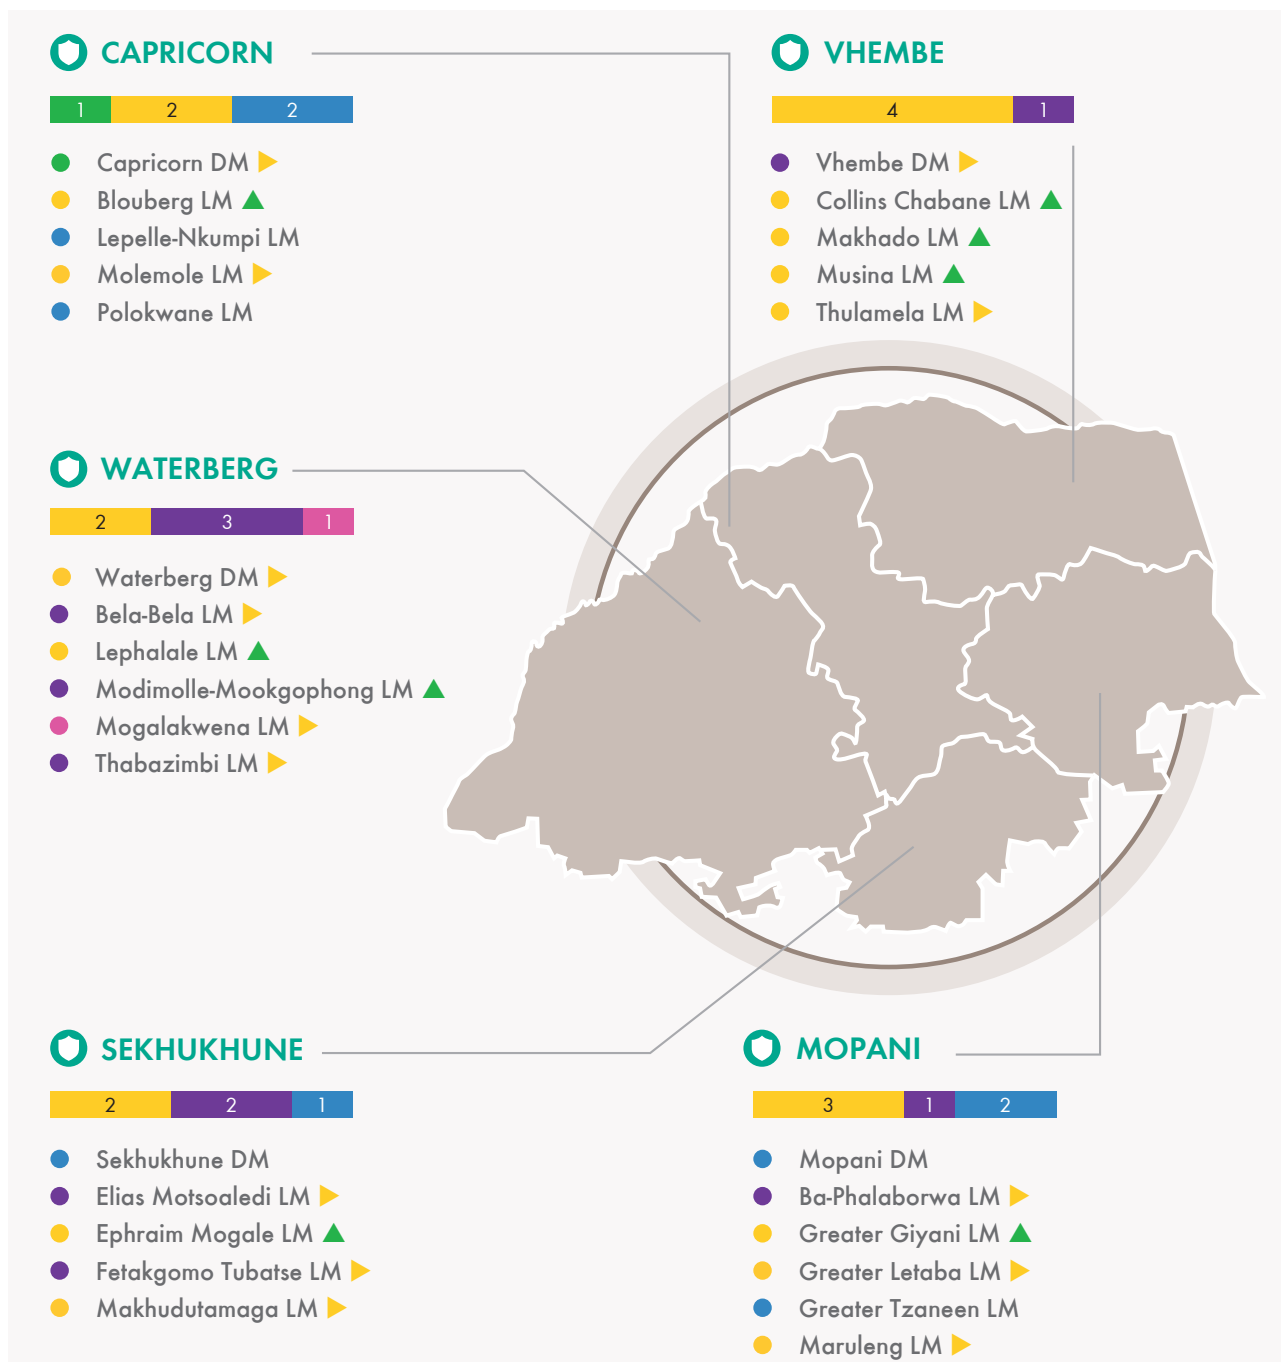 CAPRICORN
1 2 2
Capricorn DM
Blouberg LM
Lepelle-Nkumpi LM
Molemole LM
Polokwane LM
VHEMBE
4 1
Vhembe DM
Collins Chabane LM
Makhado LM
Musina LM
Thulamela LM
WATERBERG
2 3 1
Waterberg DM
Bela-Bela LM
Lephalale LM
Modimolle-Mookgophong LM
Mogalakwena LM
Thabazimbi LM
SEKHUKHUNE
2 2 1
Sekhukhune DM
Elias Motsoaledi LM
Ephraim Mogale LM
Fetakgomo Tubatse LM
Makhudutamaga LM
MOPANI
3 1 2
Mopani DM
Ba-Phalaborwa LM
Greater Giyani LM
Greater Letaba LM
Greater Tzaneen LM
Maruleng LM